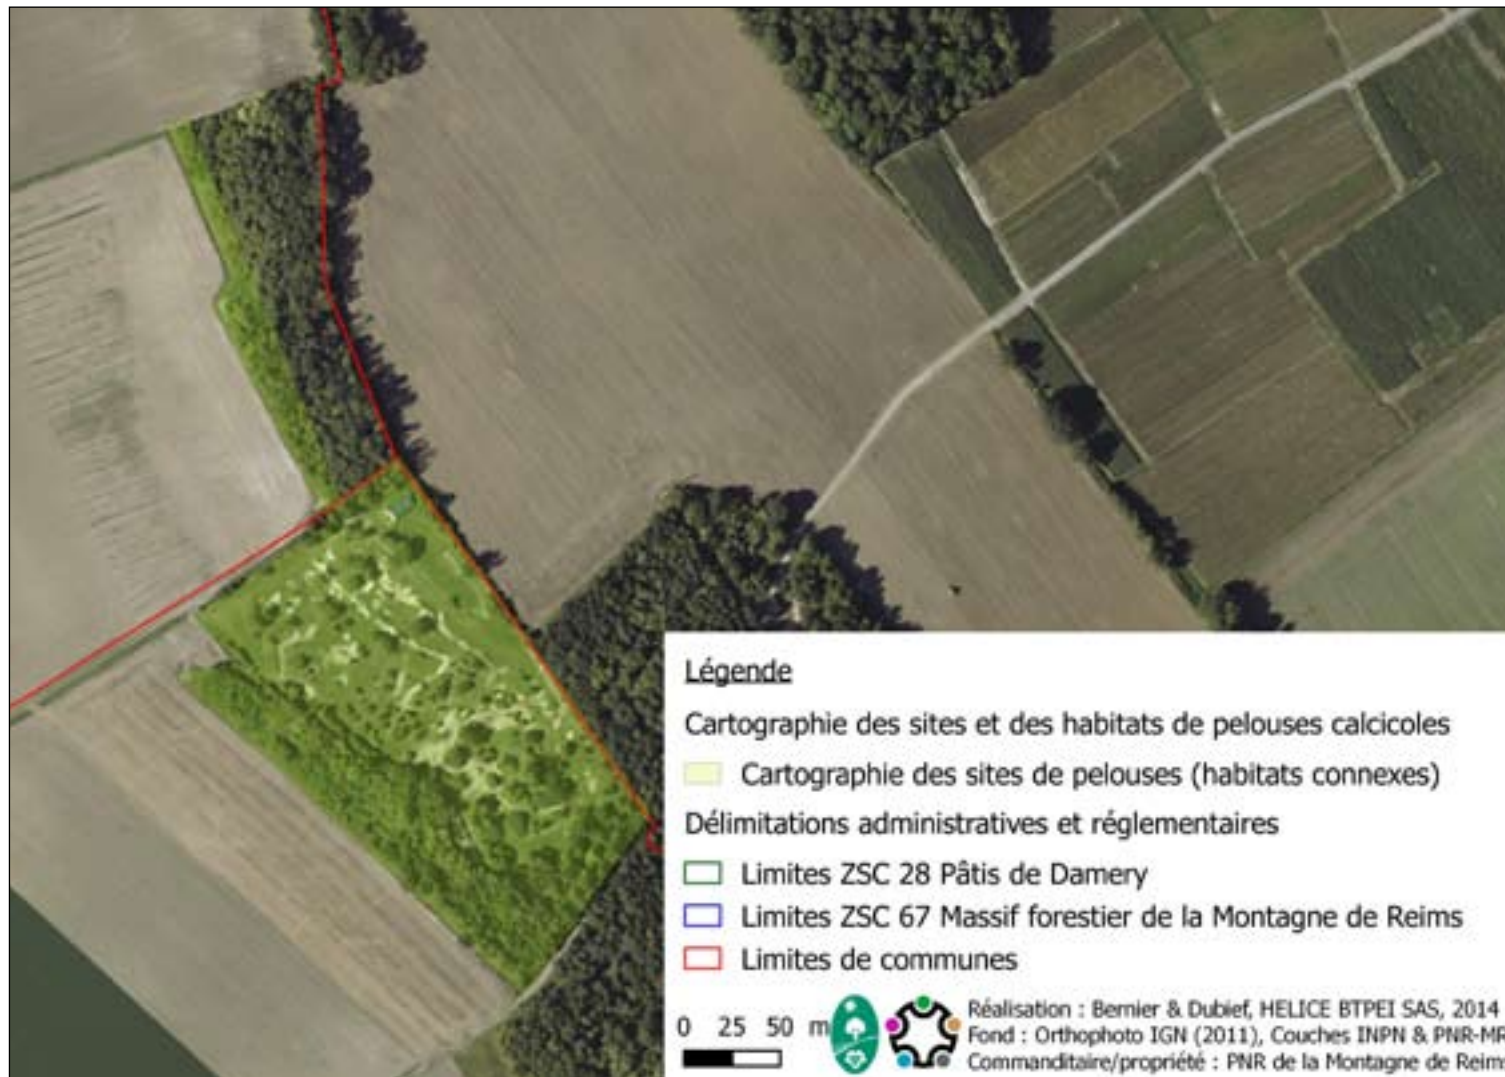 Légende
Cartographie des sites et des habitats de pelouses calcicoles
Cartographie des sites de pelouses (habitats connexes)
Délimitations administratives et réglementaires
Limites ZSC 28 Pâtis de Damery
Limites ZSC 67 Massif forestier de la Montagne de Reims
Limites de communes
0 25 50 m
Réalisation : Bernier & Dubief, HELICE BTPEI SAS, 2014
Fond : Orthophoto IGN (2011), Couches INPN & PNR-MR
Commanditaire/propriété : PNR de la Montagne de Reims